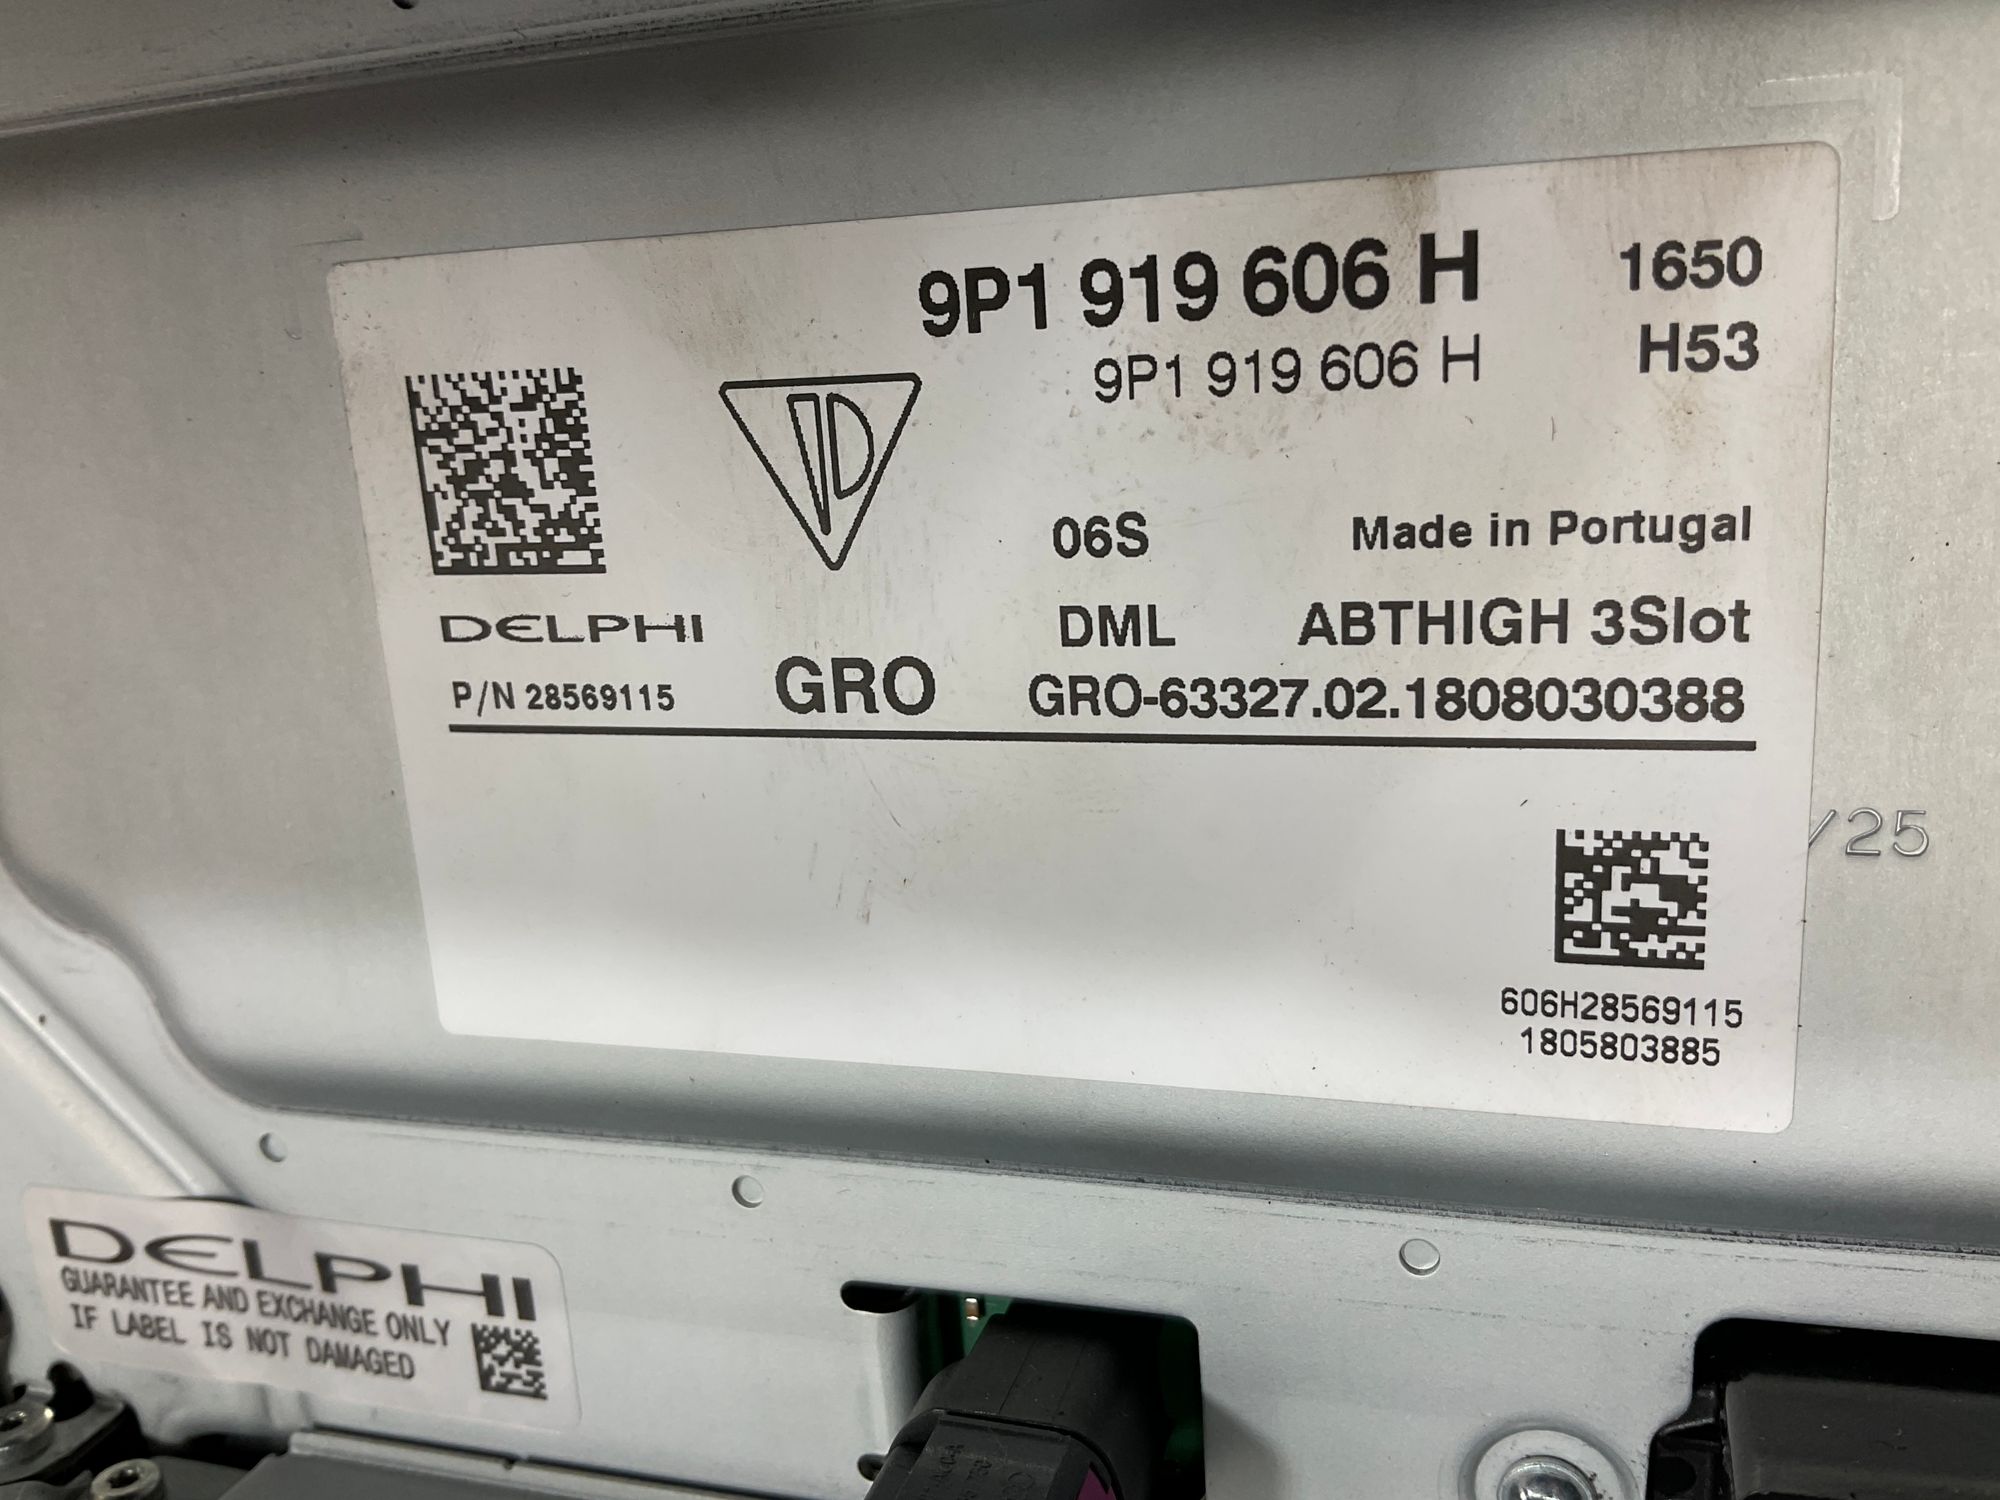 9P1 919 606 H 1650
9P1 919 606 H H53
06S Made in Portugal
DELPHI DML ABTHIGH 3Slot
P/N 28569115 GRO GRO-63327.02.1808030388
/25
606H28569115
1805803885
DELPHI
GUARANTEE AND EXCHANGE ONLY
IF LABEL IS NOT DAMAGED